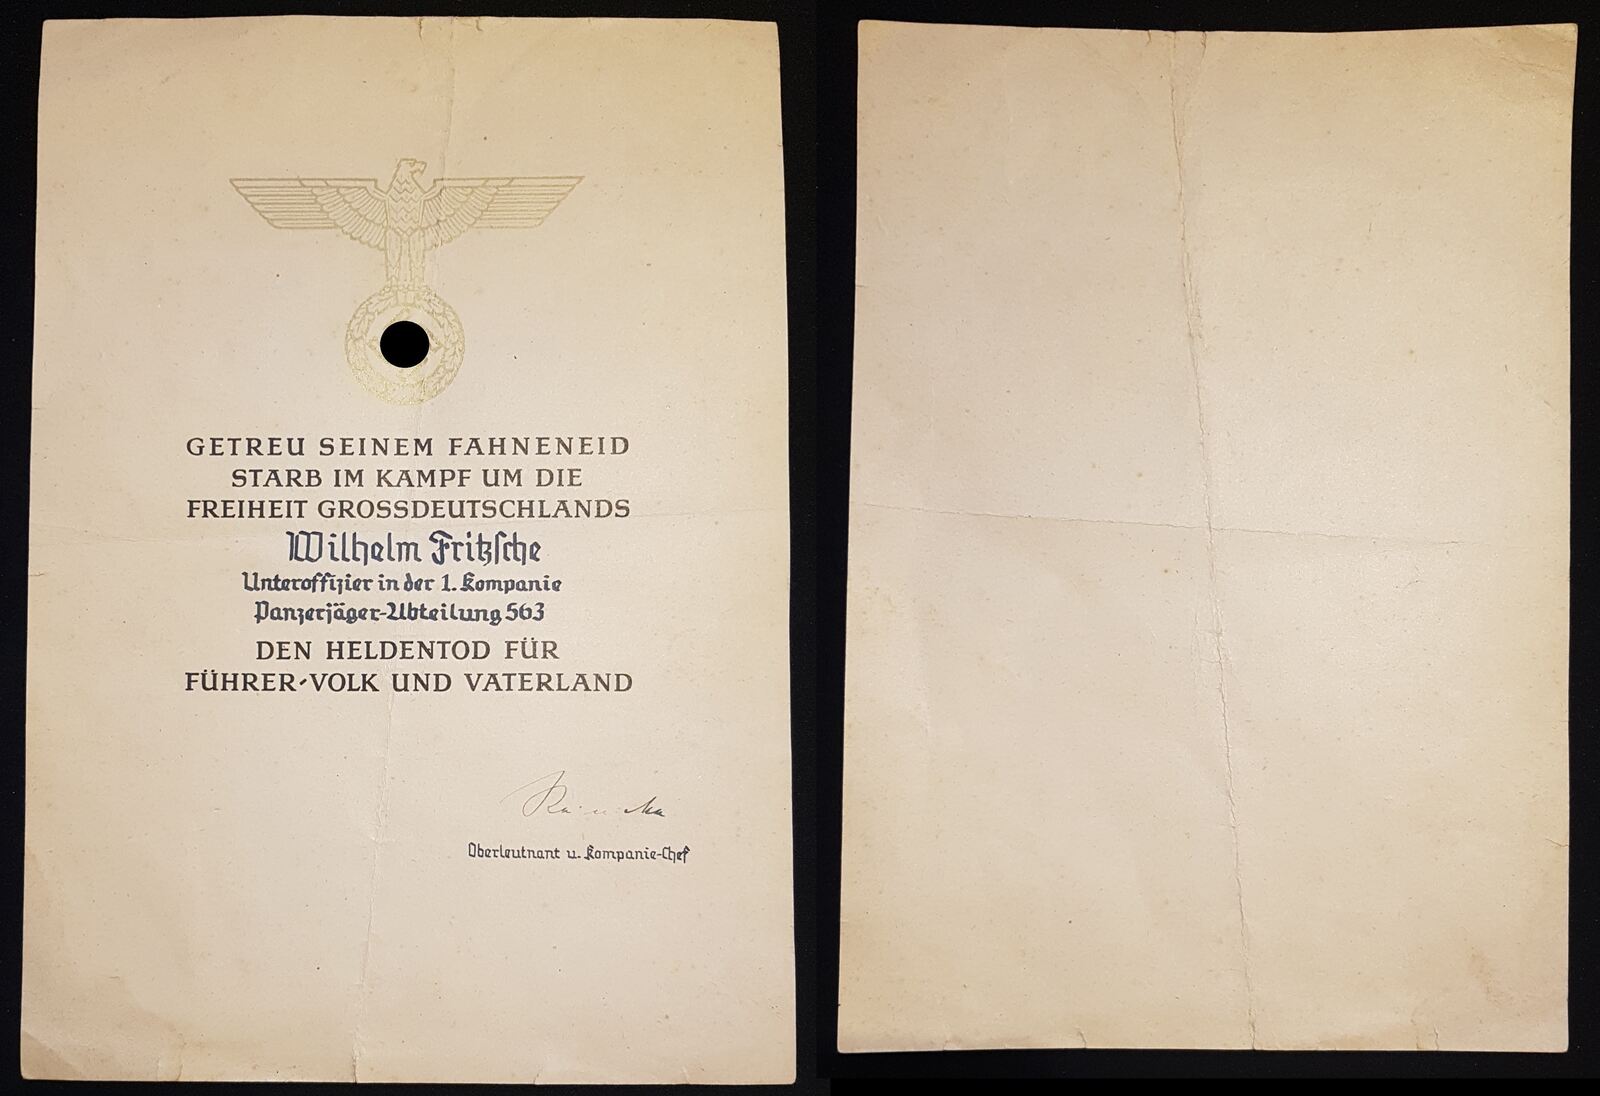 GETREU SEINEM FAHNENEID
STARB IM KAMPF UM DIE
FREIHEIT GROSSDEUTSCHLANDS
Wilhelm Fritzsche
Unteroffizier in der 1. Kompanie
Panzerjäger-Abteilung 563
DEN HELDENTOD FÜR
FÜHRER-VOLK UND VATERLAND
Oberleutnant u. Kompanie-Chef